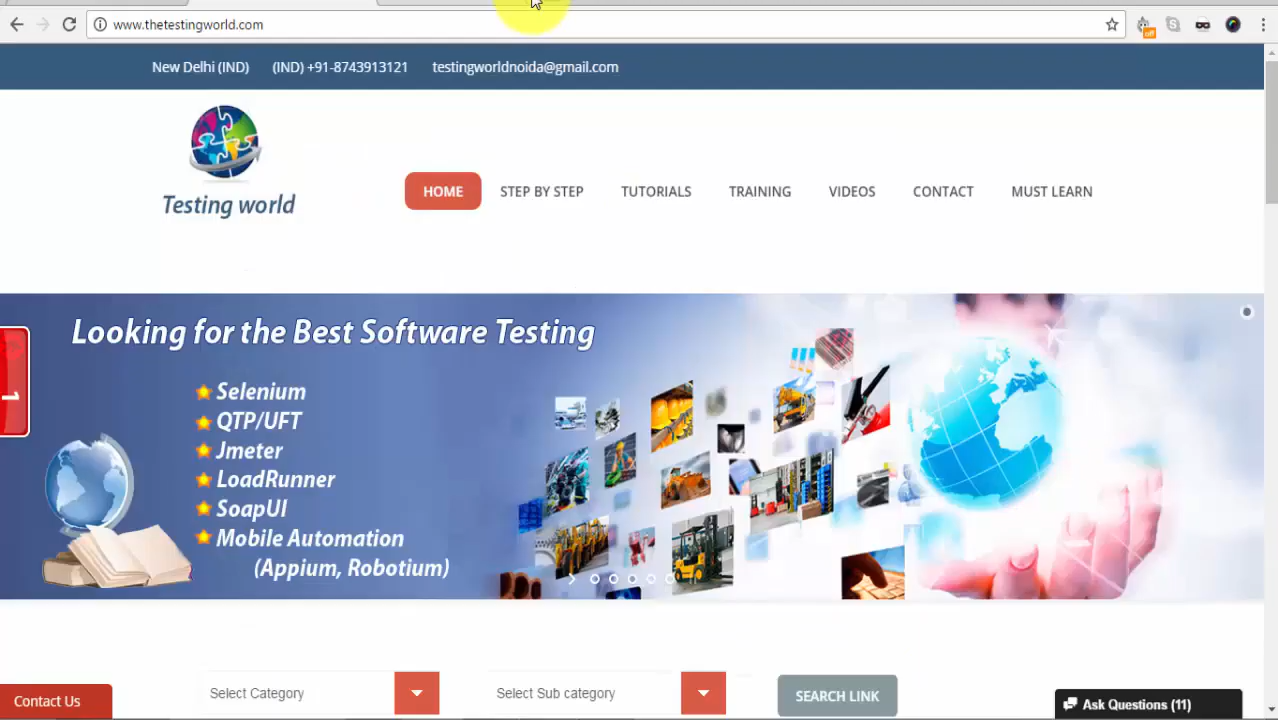 www.thetestingworld.com
off
New Delhi (IND) (IND) +91-8743913121 testingworldnoida@gmail.com
Testing world
HOME STEP BY STEP TUTORIALS TRAINING VIDEOS CONTACT MUST LEARN
Looking for the Best Software Testing
Selenium
QTP/UFT
Jmeter
LoadRunner
SoapUI
Mobile Automation
(Appium, Robotium)
1
Select Category Select Sub category SEARCH LINK
Contact Us Ask Questions (11)